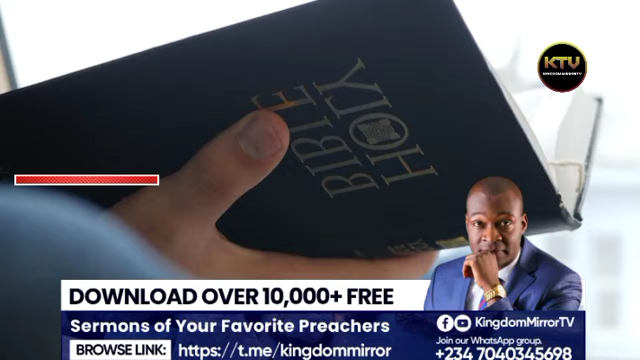 KTV
KINGDOMMIRRORTV
HOLY
BIBLE
DOWNLOAD OVER 10,000+ FREE
Sermons of Your Favorite Preachers
BROWSE LINK: https://t.me/kingdommirror
KingdomMirrorTV
Join our WhatsApp group.
+234 7040345698